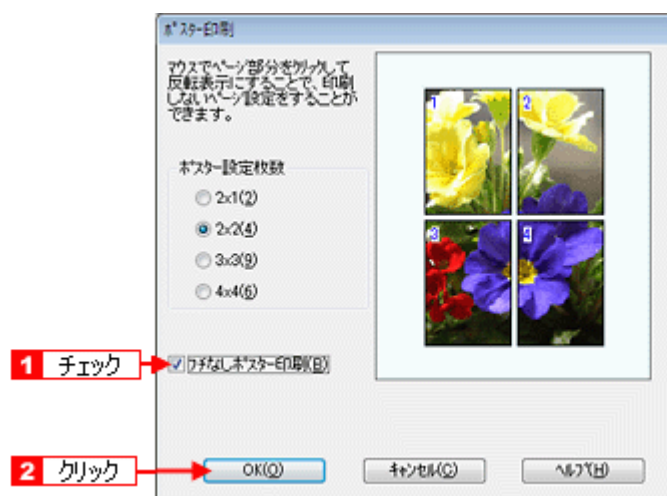 ポスター印刷
マウスでページ部分をクリックして
反転表示にすることで、印刷
しないページ設定をすることが
できます。
ポスター設定枚数
2x1(2)
2x2(4)
3x3(9)
4x4(6)
1 チェック
フチなしポスター印刷(B)
1
2
3
4
2 クリック
OK(O)
キャンセル(C)
ヘルプ(H)